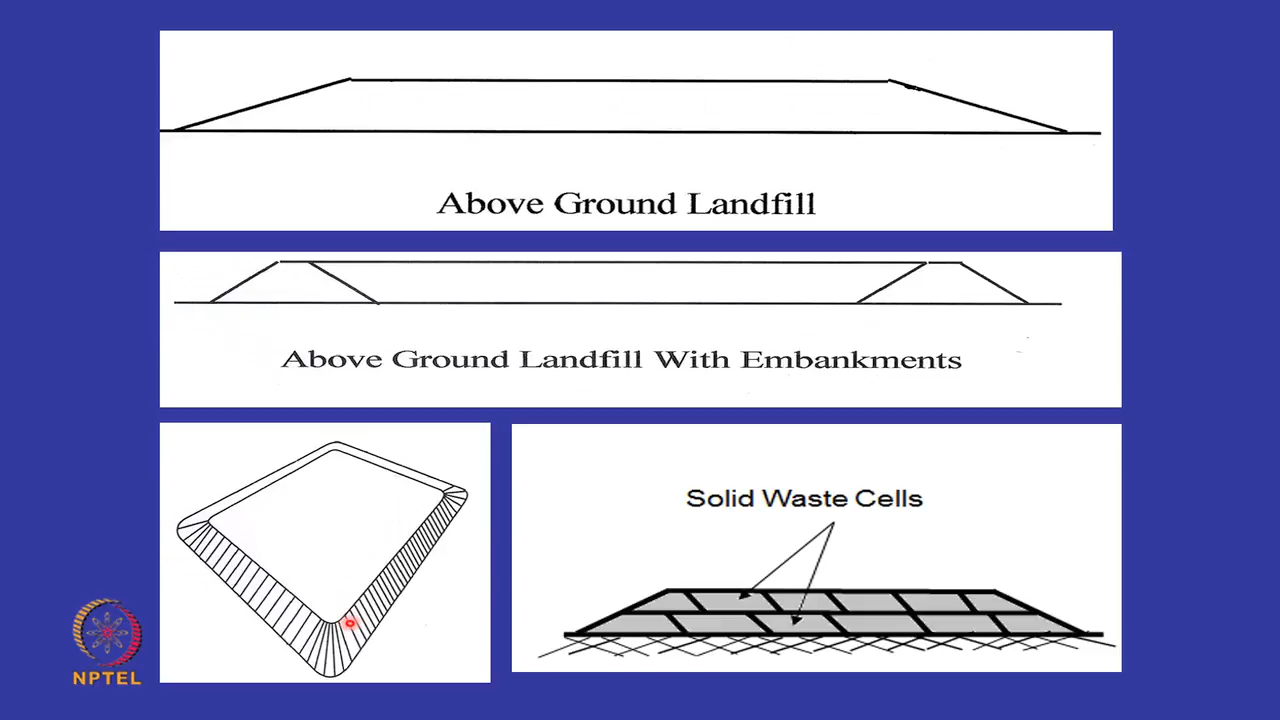 Above Ground Landfill
Above Ground Landfill With Embankments
Solid Waste Cells
NPTEL